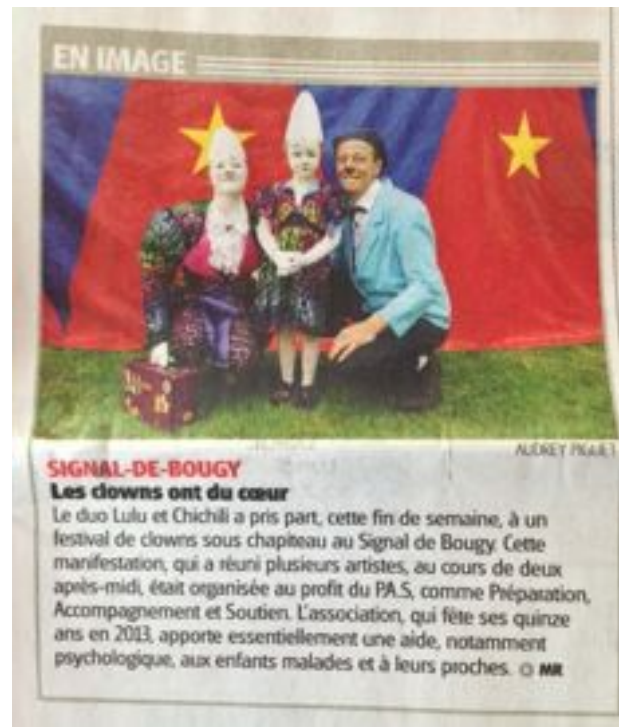 EN IMAGE
AUDREY PIGUET
SIGNAL-DE-BOUGY
Les clowns ont du cœur
Le duo Lulu et Chichili a pris part, cette fin de semaine, à un
festival de clowns sous chapiteau au Signal de Bougy. Cette
manifestation, qui a réuni plusieurs artistes, au cours de deux
après-midi, était organisée au profit du P.A.S, comme Préparation,
Accompagnement et Soutien. L'association, qui fête ses quinze
ans en 2013, apporte essentiellement une aide, notamment
psychologique, aux enfants malades et à leurs proches. MR